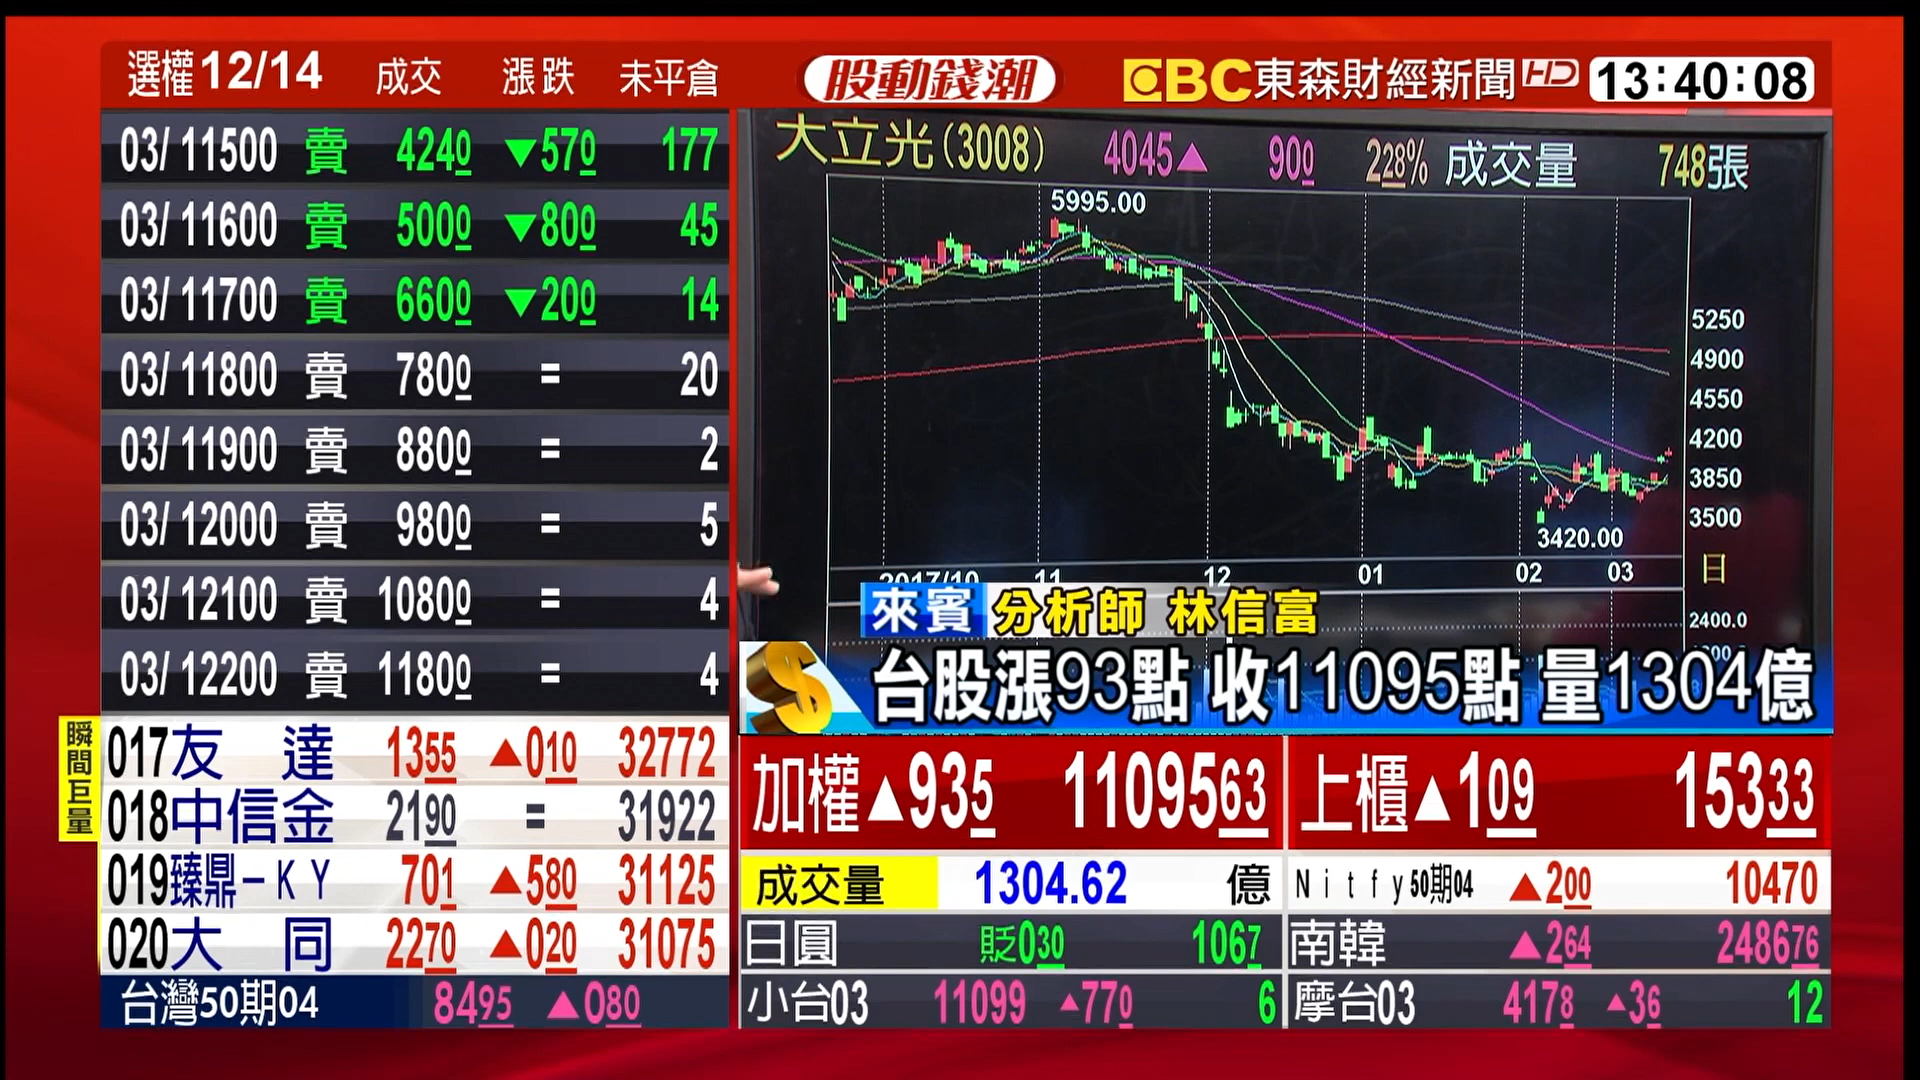 選權12/14 成交 漲跌 未平倉
03/ 11500 賣 4240 ▼570 177
03/ 11600 賣 5000 ▼800 45
03/ 11700 賣 6600 ▼200 14
03/ 11800 賣 7800 = 20
03/ 11900 賣 8800 = 2
03/ 12000 賣 9800 = 5
03/ 12100 賣 10800 = 4
03/ 12200 賣 11800 = 4
瞬間巨量
017友達 1355 ▲010 32772
018中信金 2190 = 31922
019臻鼎-KY 701 ▲580 31125
020大同 2270 ▲020 31075
台灣50期04 8495 ▲080
股動錢潮
EBC東森財經新聞HD 13:40:08
大立光(3008) 4045▲ 900 228% 成交量 748張
5995.00
5250
4900
4550
4200
3850
3500
3420.00
2017/10 11 12 01 02 03 日
2400.0
來賓 分析師 林信富
台股漲93點 收11095點 量1304億
加權▲935 1109563
上櫃▲109 15333
成交量 1304.62 億
Nitfy50期04 ▲200 10470
日圓 貶030 1067
南韓 ▲264 248676
小台03 11099 ▲770 6
摩台03 4178 ▲36 12